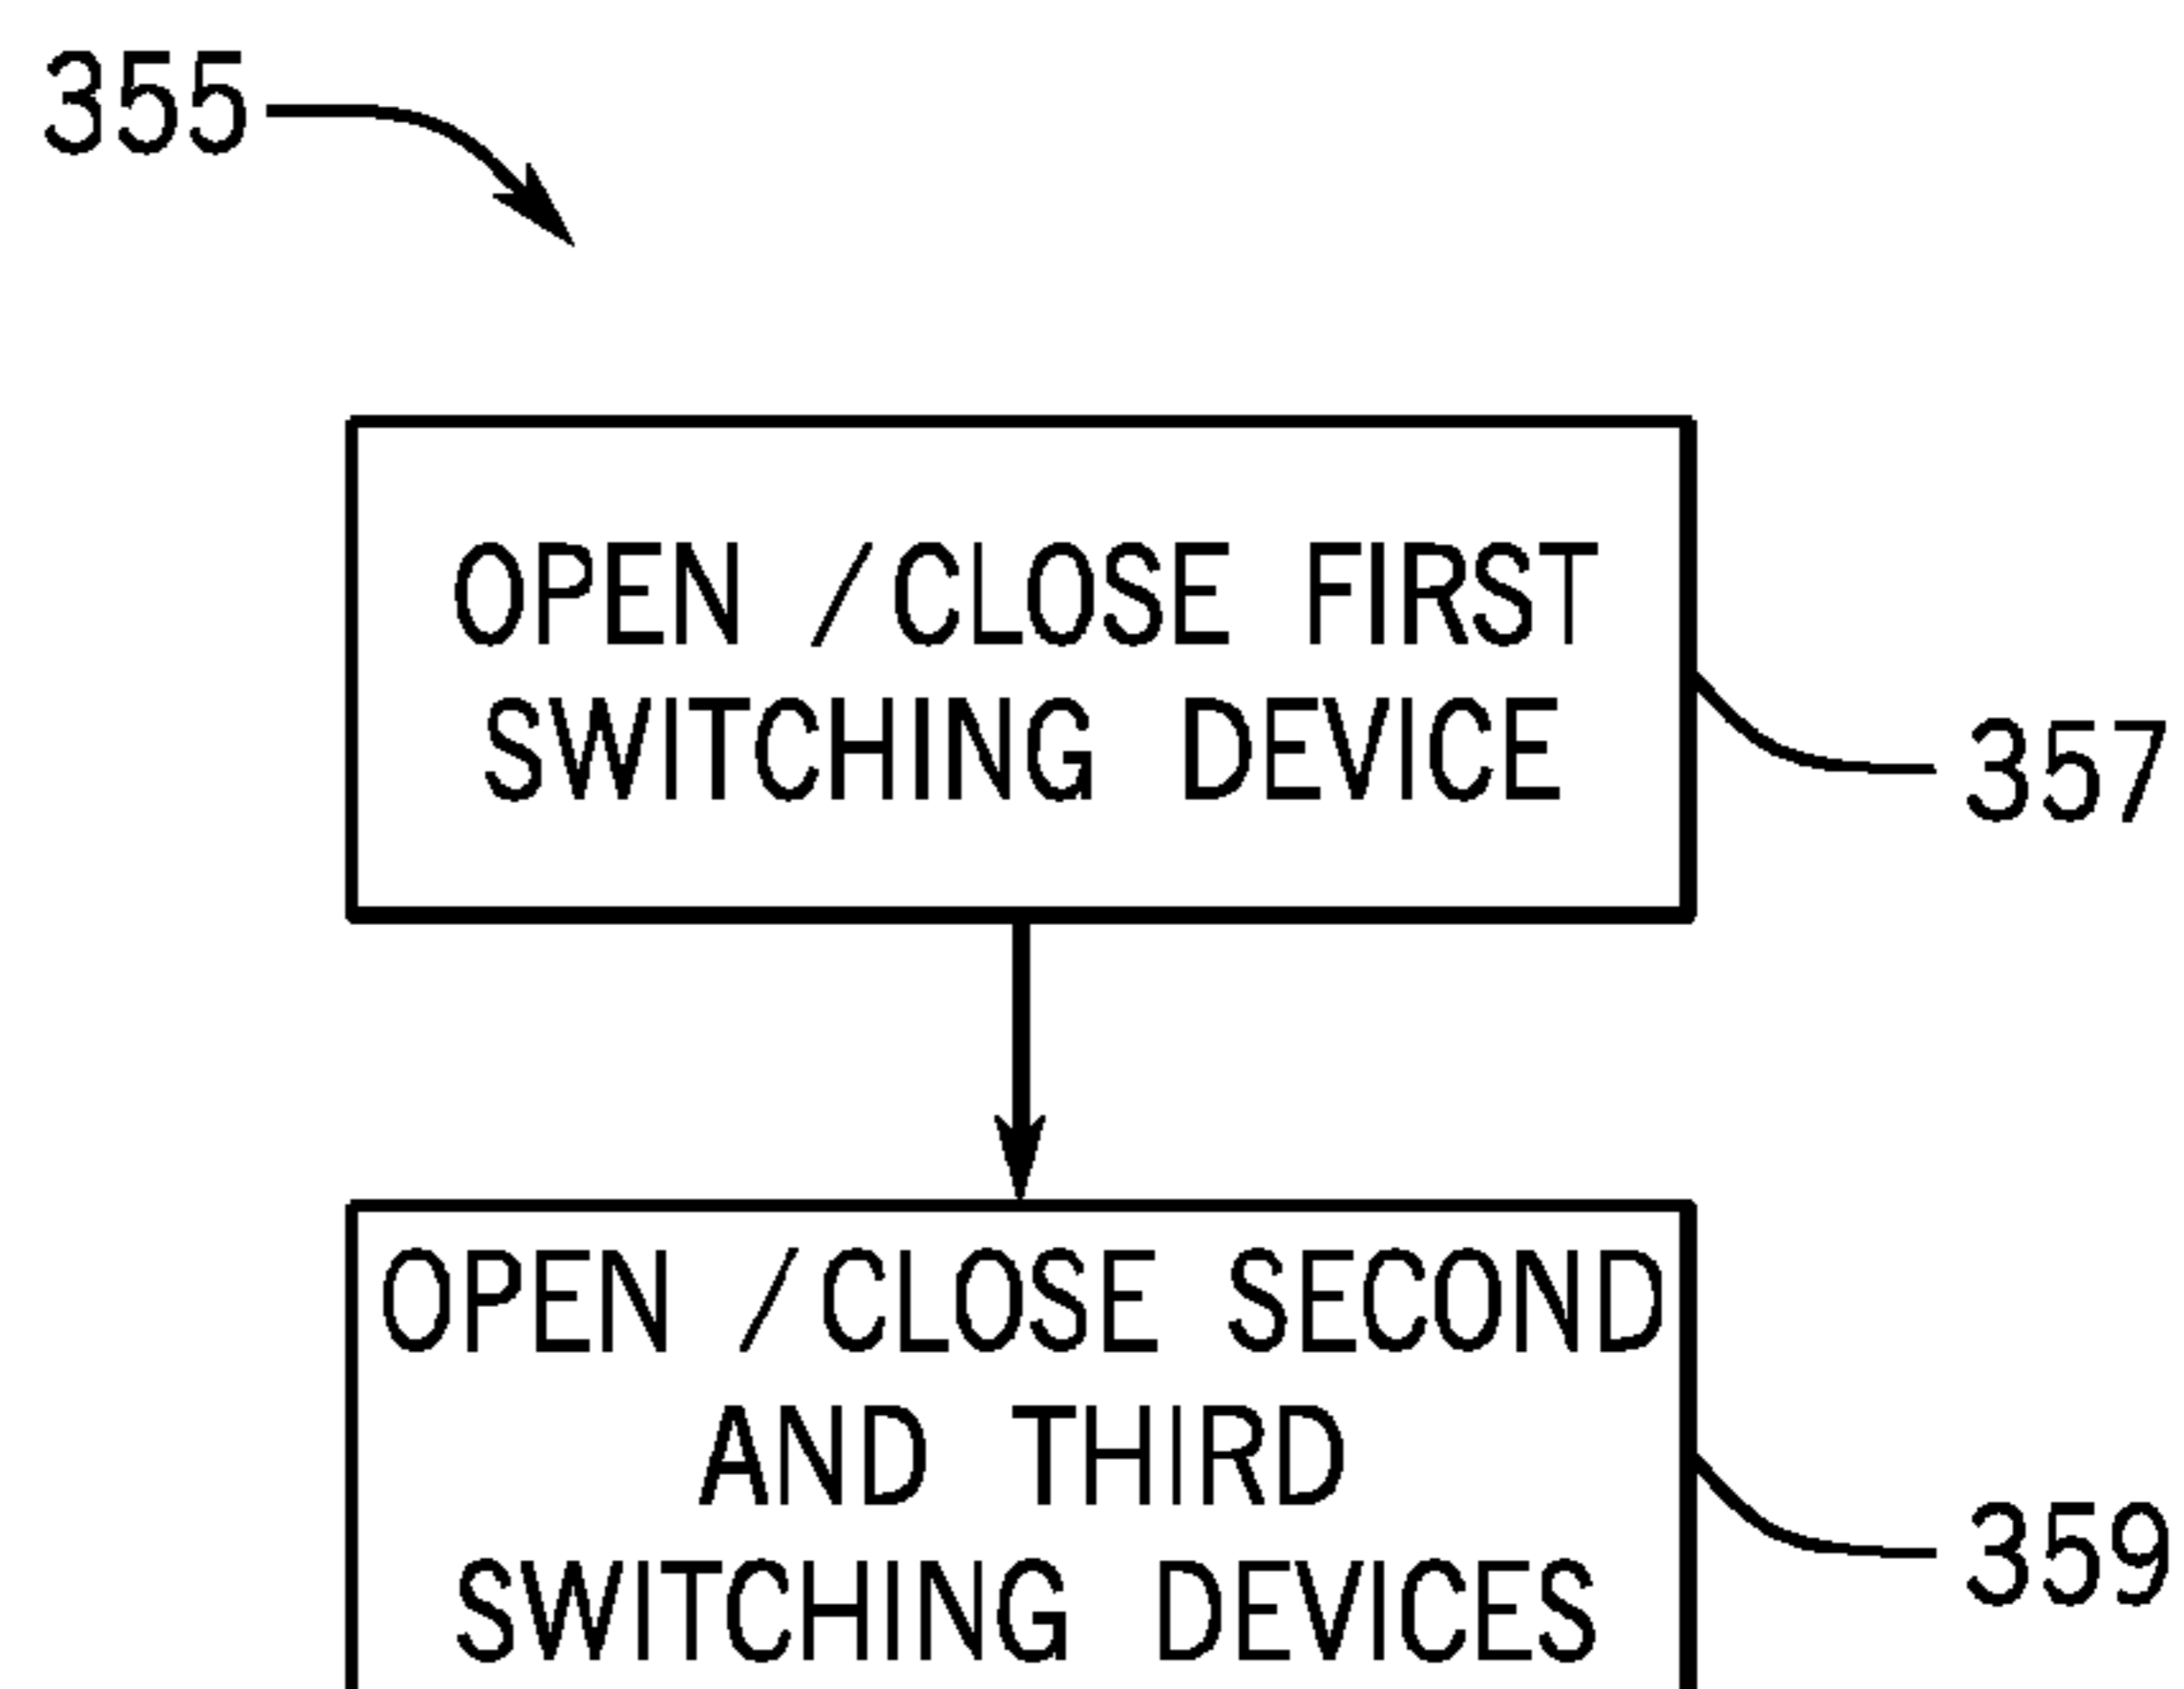 355
OPEN /CLOSE FIRST
SWITCHING DEVICE
357
OPEN /CLOSE SECOND
AND THIRD
SWITCHING DEVICES
359